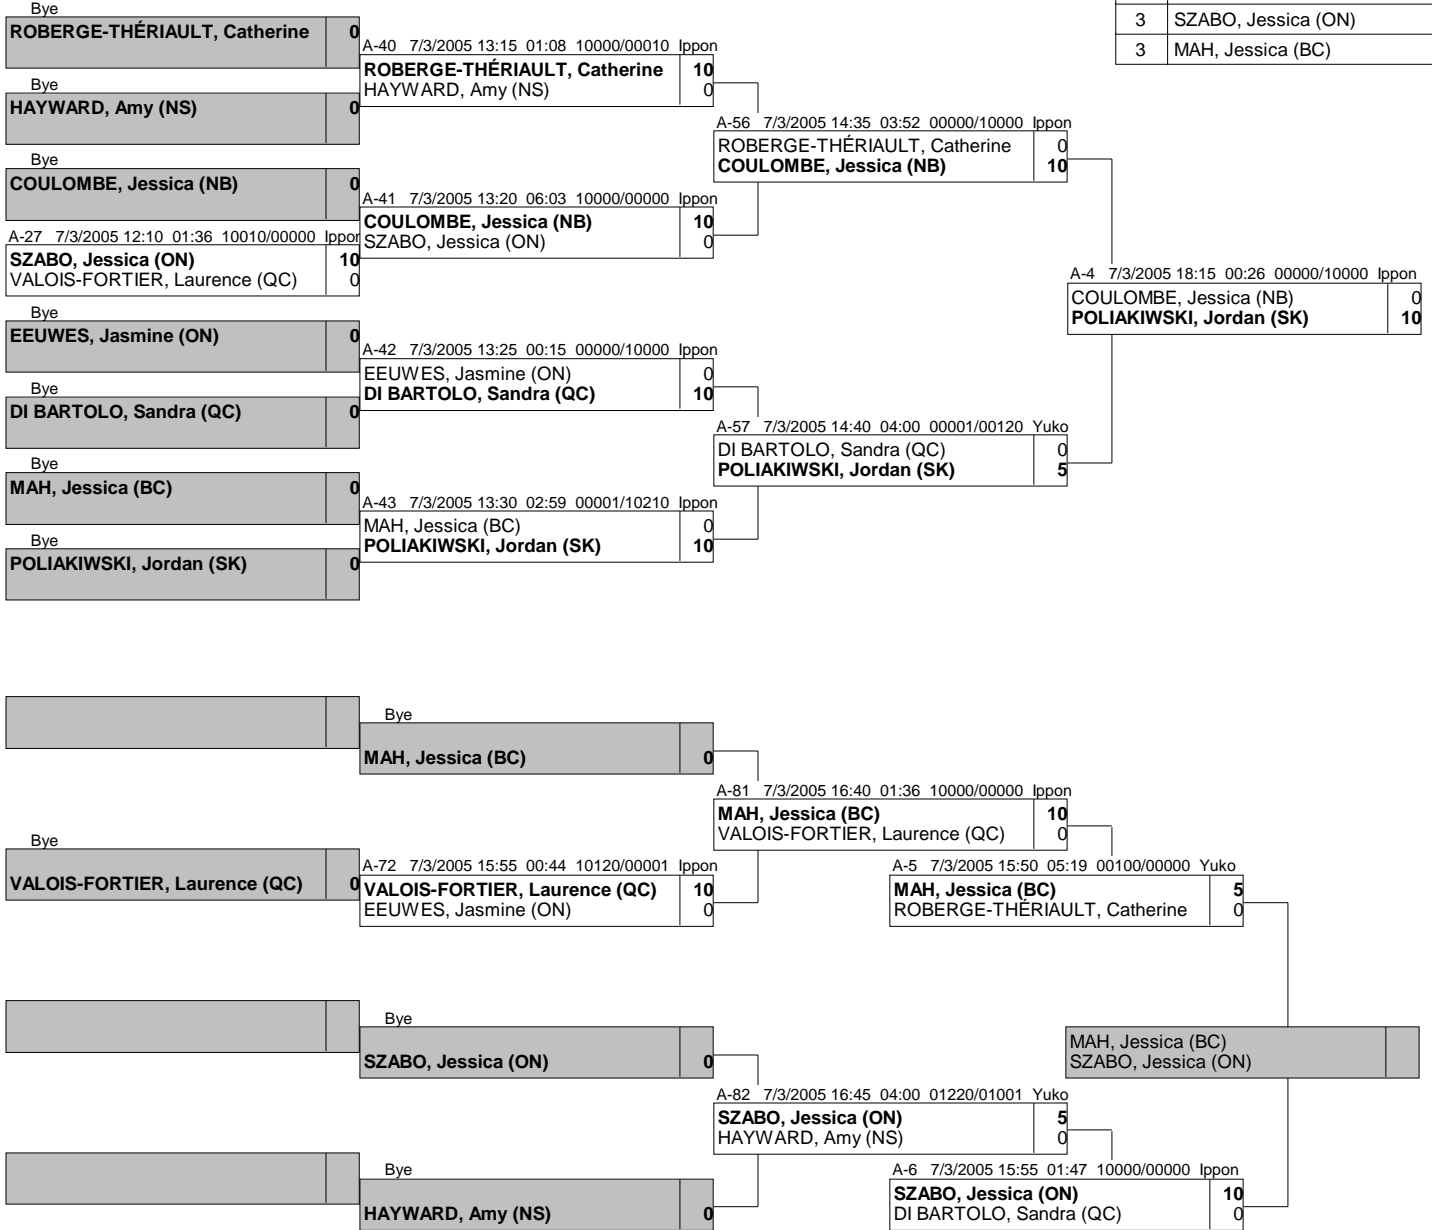 Bye
ROBERGE-THÉRIAULT, Catherine 0
Bye
HAYWARD, Amy (NS) 0
Bye
COULOMBE, Jessica (NB) 0
A-27 7/3/2005 12:10 01:36 10010/00000 Ippon
SZABO, Jessica (ON) 10
VALOIS-FORTIER, Laurence (QC) 0
Bye
EEUWES, Jasmine (ON) 0
Bye
DI BARTOLO, Sandra (QC) 0
Bye
MAH, Jessica (BC) 0
Bye
POLIAKIWSKI, Jordan (SK) 0
A-40 7/3/2005 13:15 01:08 10000/00010 Ippon
ROBERGE-THÉRIAULT, Catherine 10
HAYWARD, Amy (NS) 0
A-41 7/3/2005 13:20 06:03 10000/00000 Ippon
COULOMBE, Jessica (NB) 10
SZABO, Jessica (ON) 0
A-42 7/3/2005 13:25 00:15 00000/10000 Ippon
EEUWES, Jasmine (ON) 0
DI BARTOLO, Sandra (QC) 10
A-43 7/3/2005 13:30 02:59 00001/10210 Ippon
MAH, Jessica (BC) 0
POLIAKIWSKI, Jordan (SK) 10
A-56 7/3/2005 14:35 03:52 00000/10000 Ippon
ROBERGE-THÉRIAULT, Catherine 0
COULOMBE, Jessica (NB) 10
A-57 7/3/2005 14:40 04:00 00001/00120 Yuko
DI BARTOLO, Sandra (QC) 0
POLIAKIWSKI, Jordan (SK) 5
3 SZABO, Jessica (ON)
3 MAH, Jessica (BC)
A-4 7/3/2005 18:15 00:26 00000/10000 Ippon
COULOMBE, Jessica (NB) 0
POLIAKIWSKI, Jordan (SK) 10
Bye
VALOIS-FORTIER, Laurence (QC) 0
Bye
MAH, Jessica (BC) 0
A-72 7/3/2005 15:55 00:44 10120/00001 Ippon
VALOIS-FORTIER, Laurence (QC) 10
EEUWES, Jasmine (ON) 0
A-81 7/3/2005 16:40 01:36 10000/00000 Ippon
MAH, Jessica (BC) 10
VALOIS-FORTIER, Laurence (QC) 0
A-5 7/3/2005 15:50 05:19 00100/00000 Yuko
MAH, Jessica (BC) 5
ROBERGE-THÉRIAULT, Catherine 0
Bye
SZABO, Jessica (ON) 0
Bye
HAYWARD, Amy (NS) 0
A-82 7/3/2005 16:45 04:00 01220/01001 Yuko
SZABO, Jessica (ON) 5
HAYWARD, Amy (NS) 0
A-6 7/3/2005 15:55 01:47 10000/00000 Ippon
SZABO, Jessica (ON) 10
DI BARTOLO, Sandra (QC) 0
MAH, Jessica (BC)
SZABO, Jessica (ON)